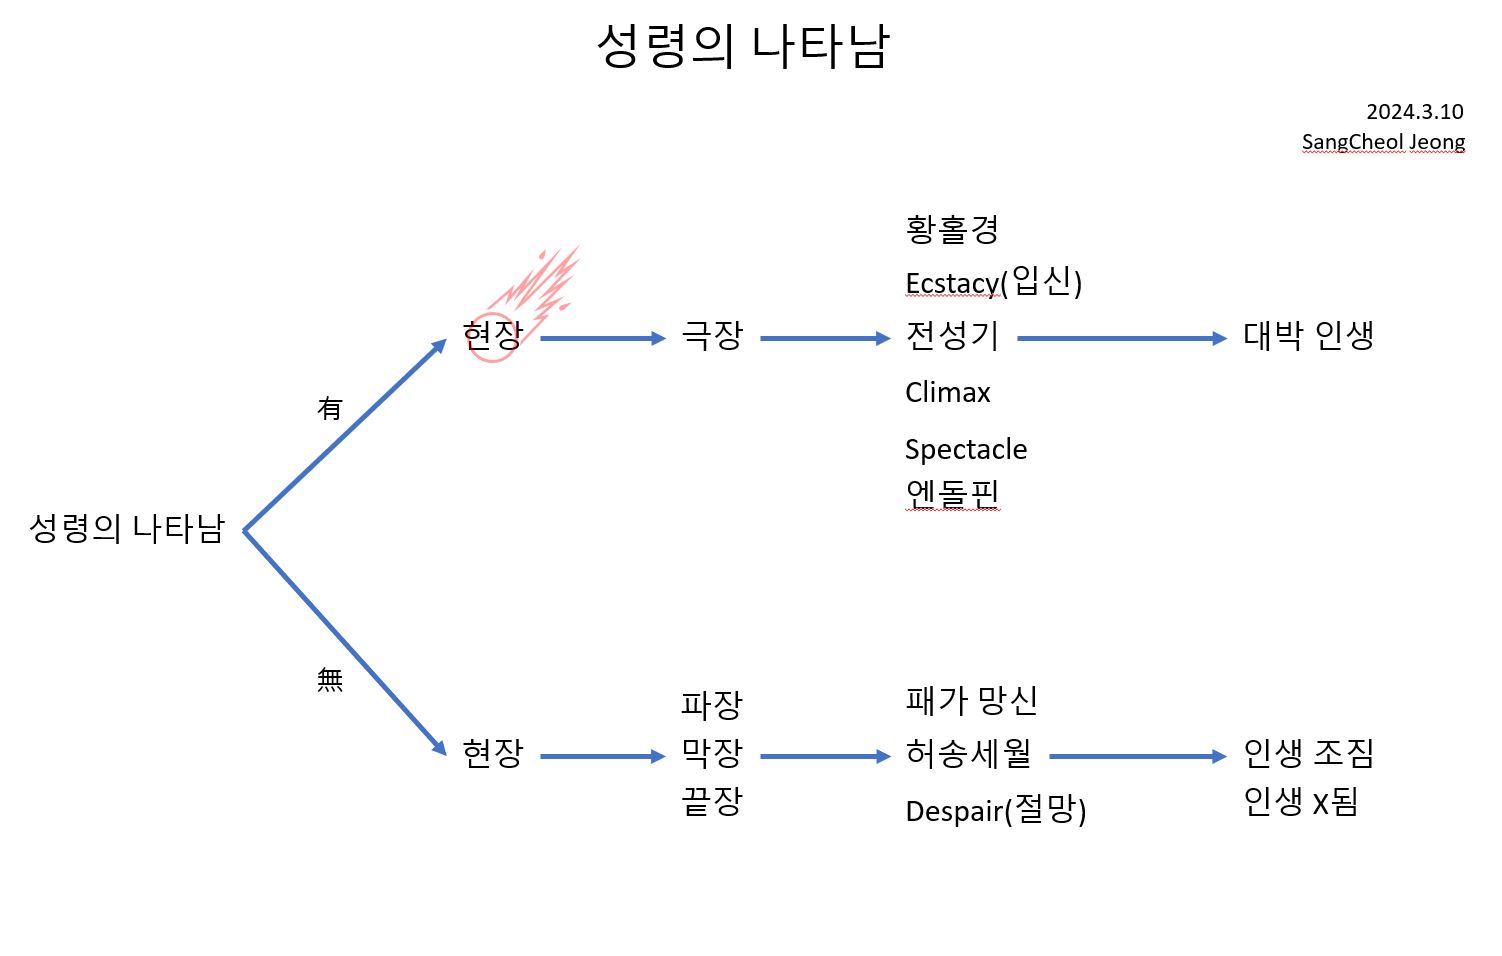 성령의 나타남
2024.3.10
SangCheol Jeong
황홀경
Ecstacy(입신)
현장
극장
전성기
대박 인생
Climax
有
Spectacle
엔돌핀
성령의 나타남
無
파장
패가 망신
현장
막장
허송세월
인생 조짐
끝장
Despair(절망)
인생 X됨